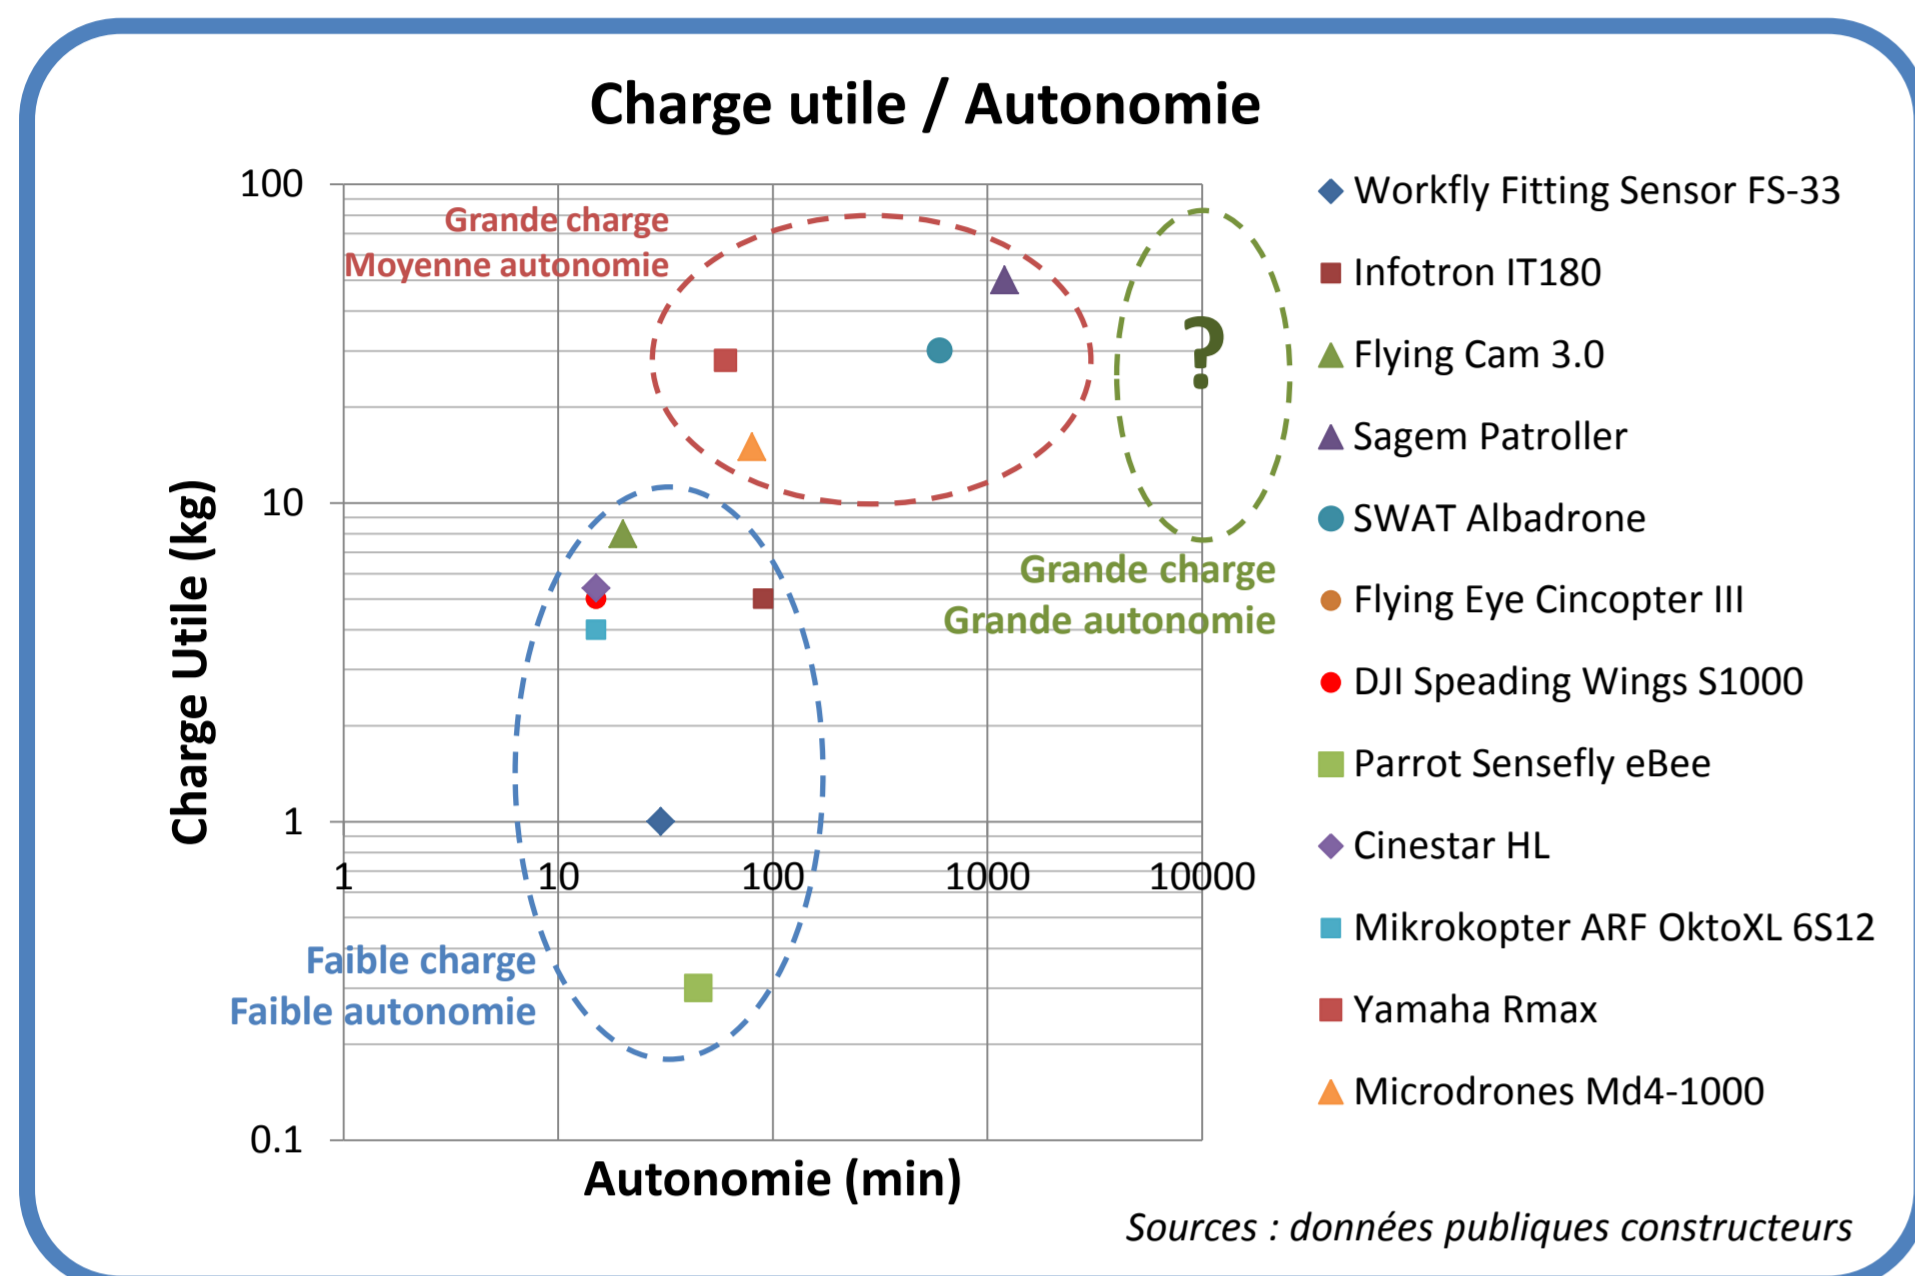 Charge utile / Autonomie
100
10
1
0.1
Charge Utile (kg)
Grande charge
Moyenne autonomie
?
Grande charge
Grande autonomie
1
10
100
1000
10000
Faible charge
Faible autonomie
Autonomie (min)
Workfly Fitting Sensor FS-33
Infotron IT180
Flying Cam 3.0
Sagem Patroller
SWAT Albadrone
Flying Eye Cincopter III
DJI Speading Wings S1000
Parrot Sensefly eBee
Cinestar HL
Mikrokopter ARF OktoXL 6S12
Yamaha Rmax
Microdrones Md4-1000
Sources : données publiques constructeurs